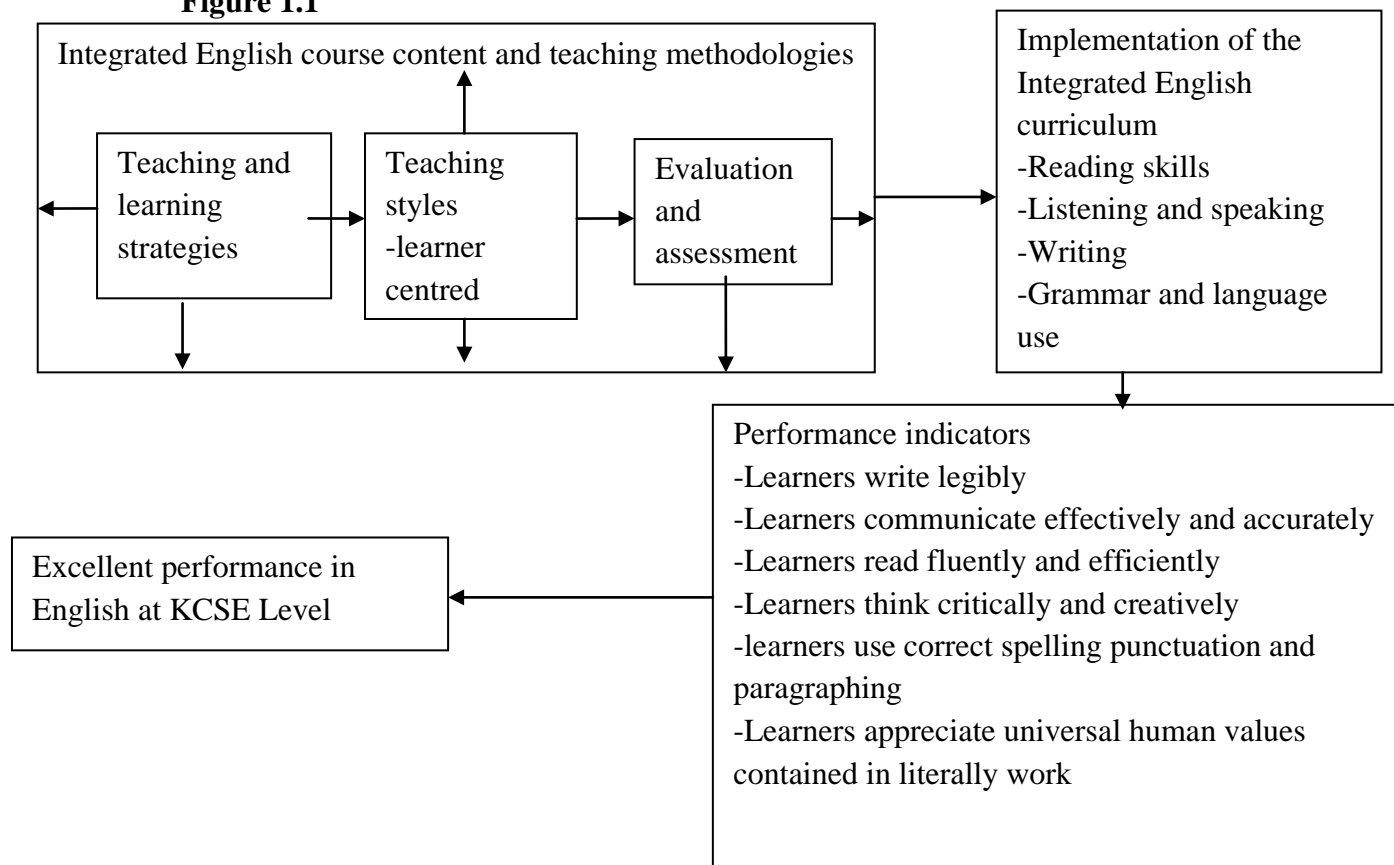 Figure 1.1
Integrated English course content and teaching methodologies
Teaching and
learning
strategies
Teaching
styles
-learner
centred
Evaluation
and
assessment
Implementation of the
Integrated English
curriculum
-Reading skills
-Listening and speaking
-Writing
-Grammar and language
use
Performance indicators
-Learners write legibly
-Learners communicate effectively and accurately
-Learners read fluently and efficiently
-Learners think critically and creatively
-learners use correct spelling punctuation and
paragraphing
-Learners appreciate universal human values
contained in literally work
Excellent performance in
English at KCSE Level